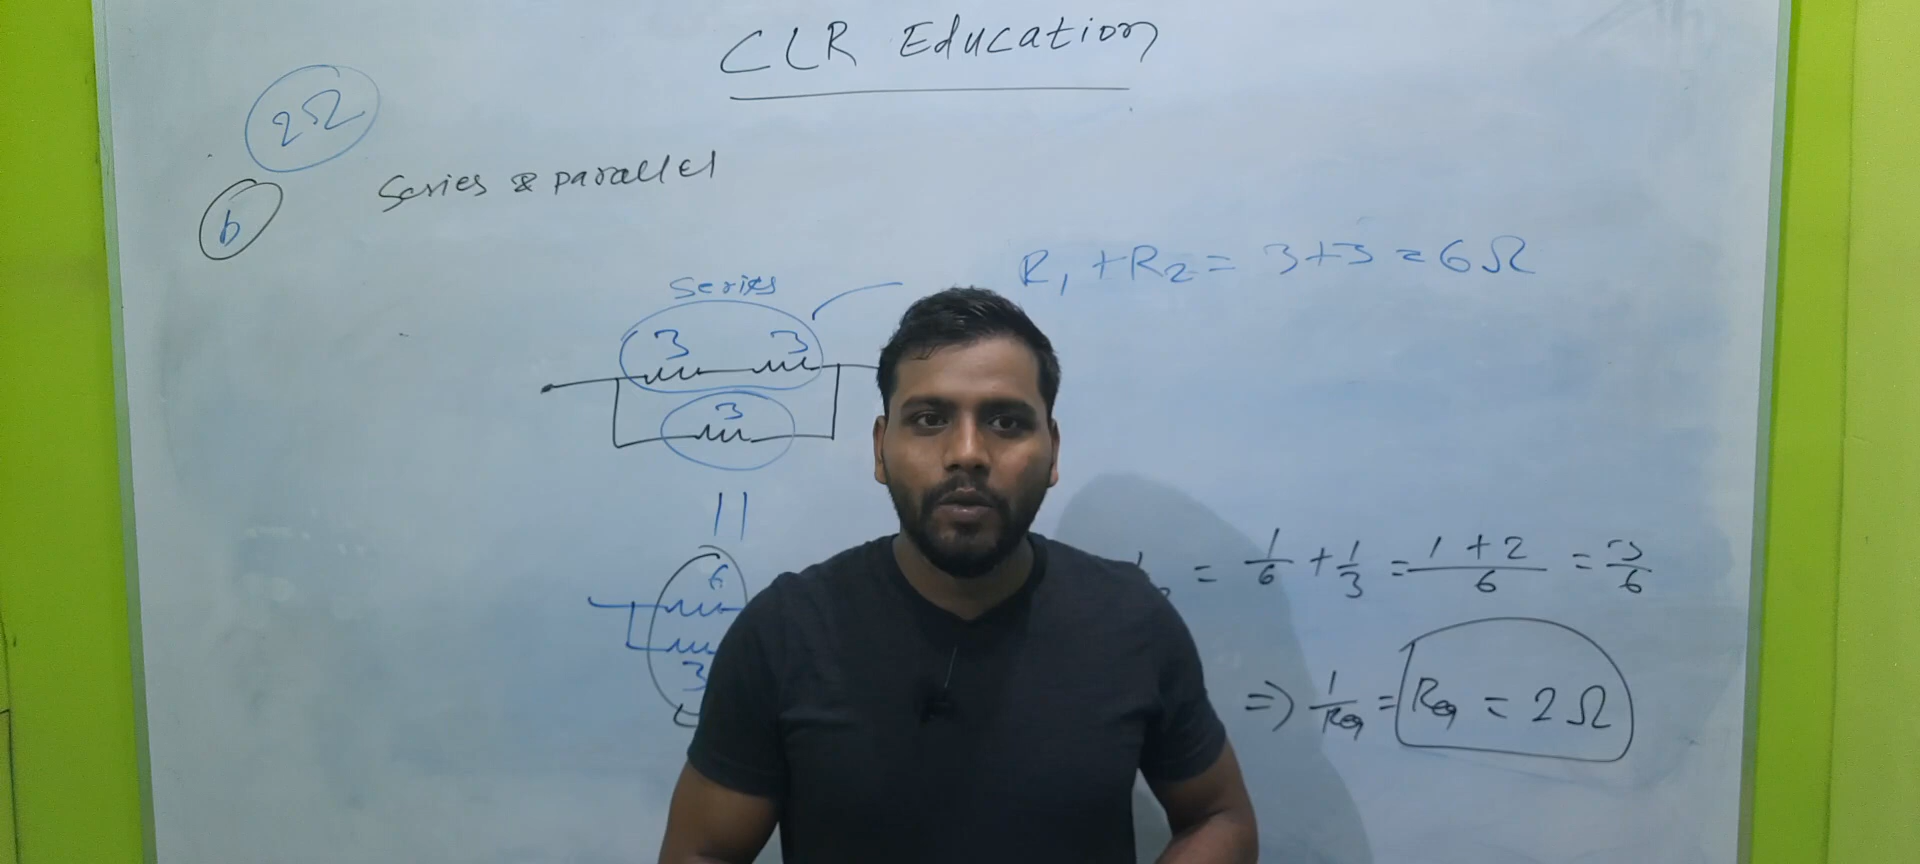 CLR Education
2Ω
b
Series & parallel
Series
R1 + R2 = 3+3 = 6Ω
3 3
3
||
6
3
= 1/6 + 1/3 = 1+2/6 = 3/6
=> 1/Req = Req = 2Ω